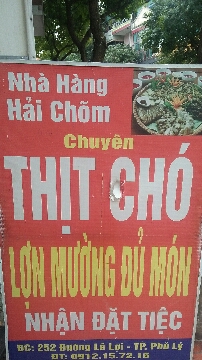 Nhà Hàng
Hải Chõm
Chuyên
THỊT CHÓ
LỢN MƯỜNG ĐỦ MÓN
NHẬN ĐẶT TIỆC
ĐC: 252 Đường Lê Lợi - TP. Phủ Lý
ĐT: 0912.15.72.16